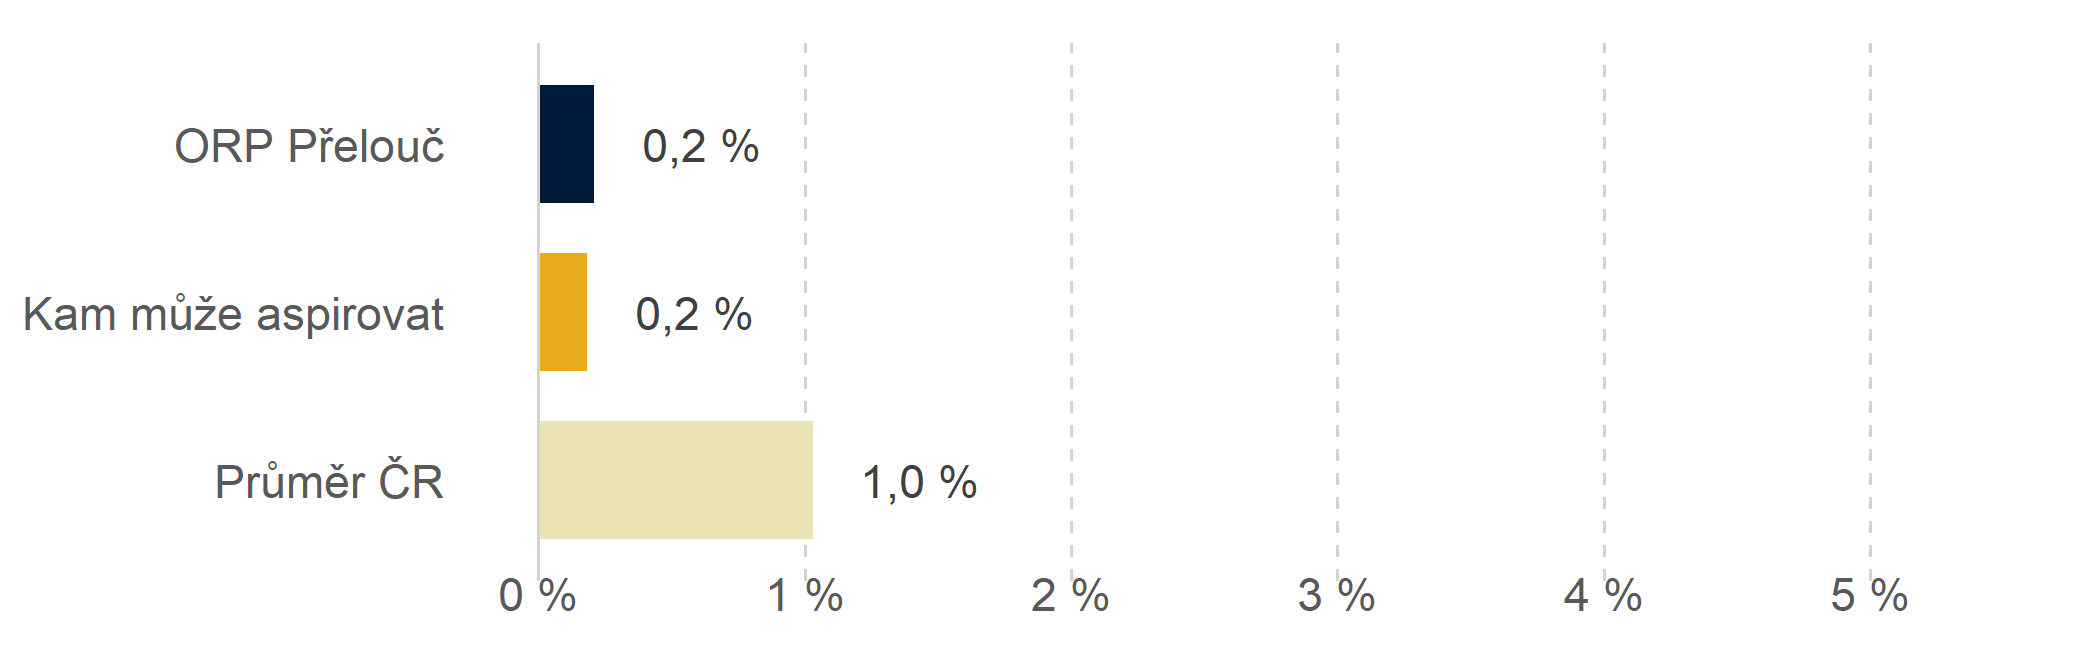 ORP Přelouč
0,2 %
Kam může aspirovat
0,2 %
Průměr ČR
1,0 %
0 % 1 % 2 % 3 % 4 % 5 %